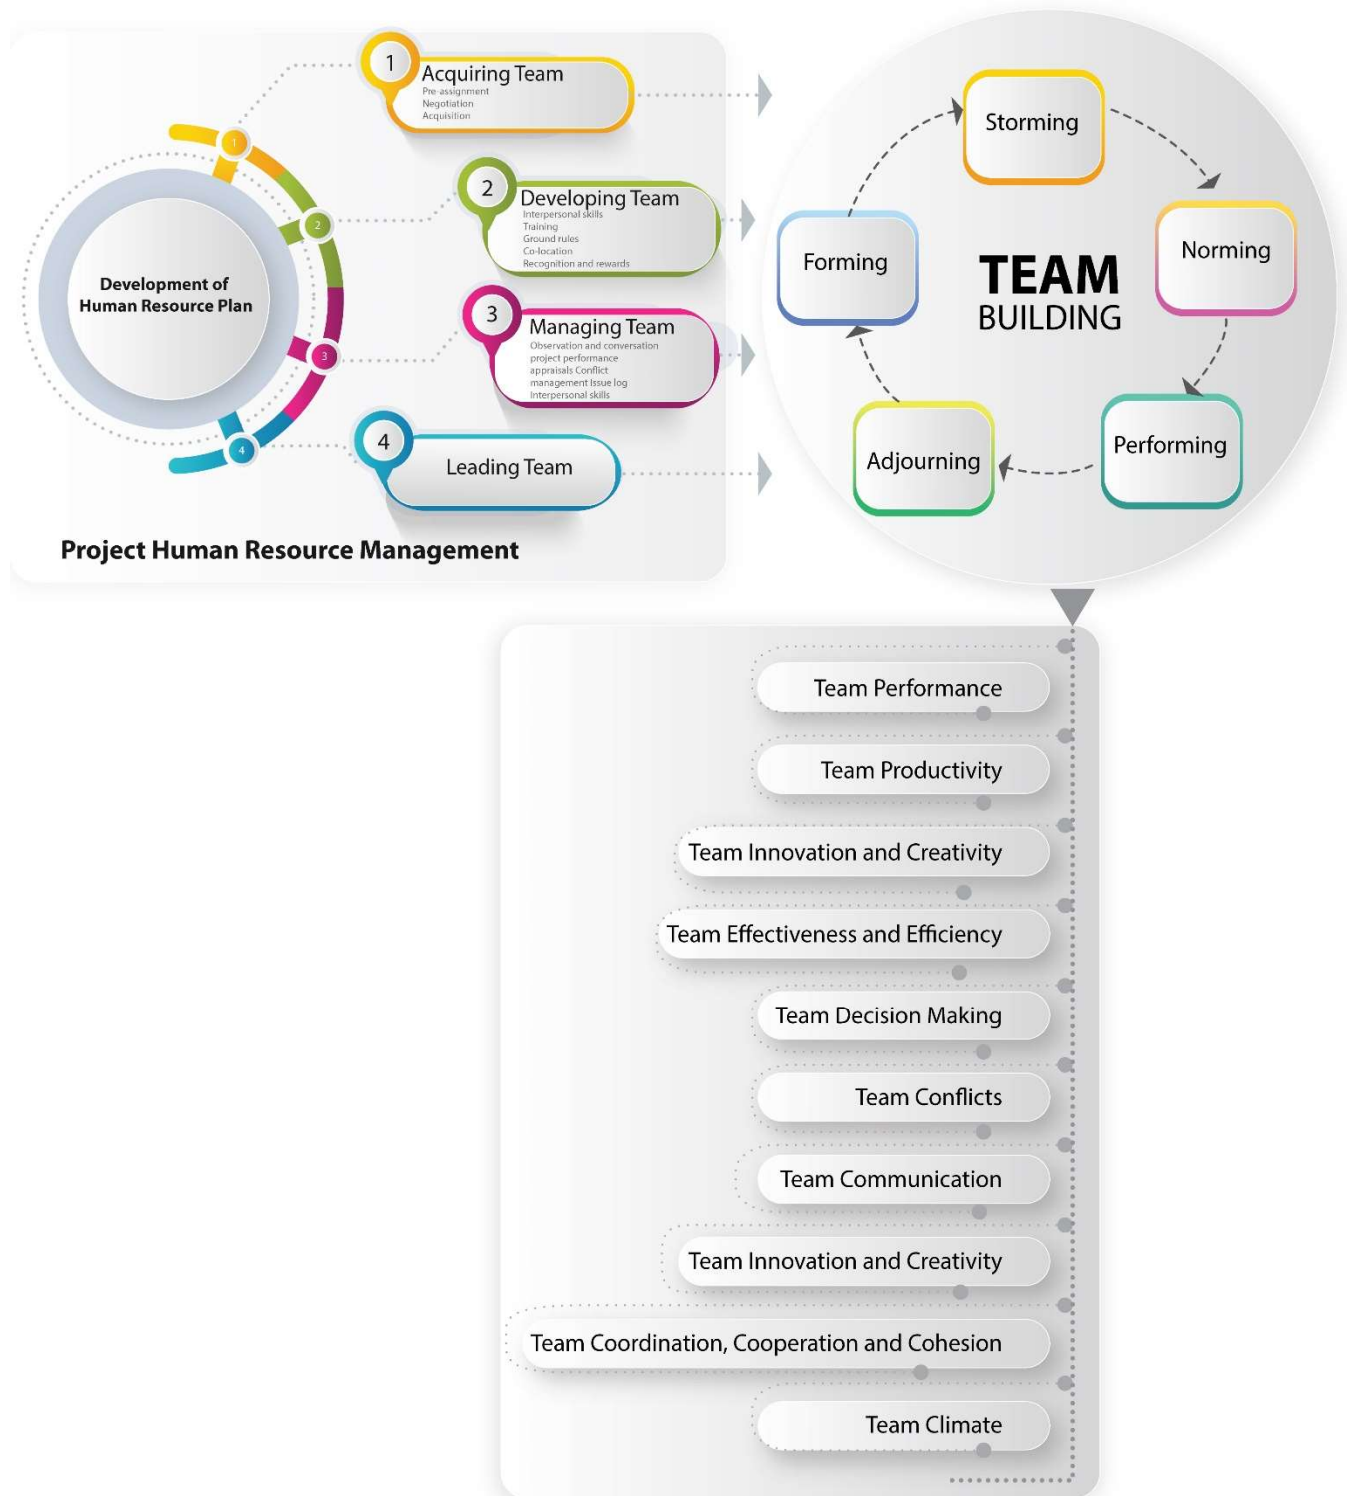 1
Acquiring Team
Pre-assignment
Negotiation
Acquisition
1
2
Developing Team
Interpersonal skills
Training
Ground rules
Co-location
Recognition and rewards
2
Development of
Human Resource Plan
3
Managing Team
Observation and conversation
project performance
appraisals Conflict
management Issue log
Interpersonal skills
3
4
Leading Team
4
Project Human Resource Management
Storming
Forming
Norming
TEAM
BUILDING
Adjourning
Performing
Team Performance
Team Productivity
Team Innovation and Creativity
Team Effectiveness and Efficiency
Team Decision Making
Team Conflicts
Team Communication
Team Innovation and Creativity
Team Coordination, Cooperation and Cohesion
Team Climate